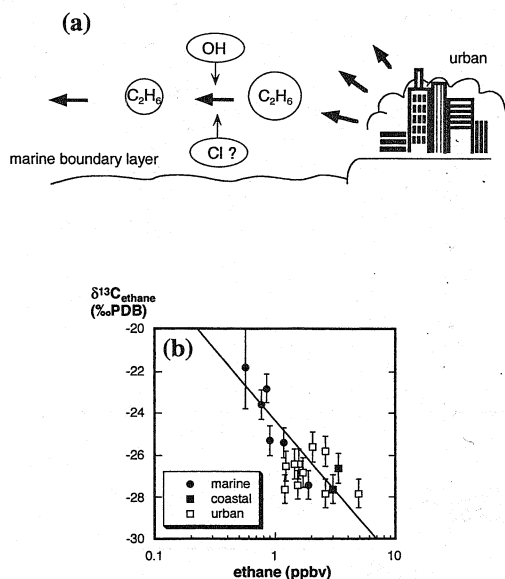 (a)
OH
urban
C₂H₆
C₂H₆
Cl ?
marine boundary layer
δ¹³Cethane
(‰PDB)
(b)
-20
-22
-24
-26
-28
-30
marine
coastal
urban
0.1
1
10
ethane (ppbv)